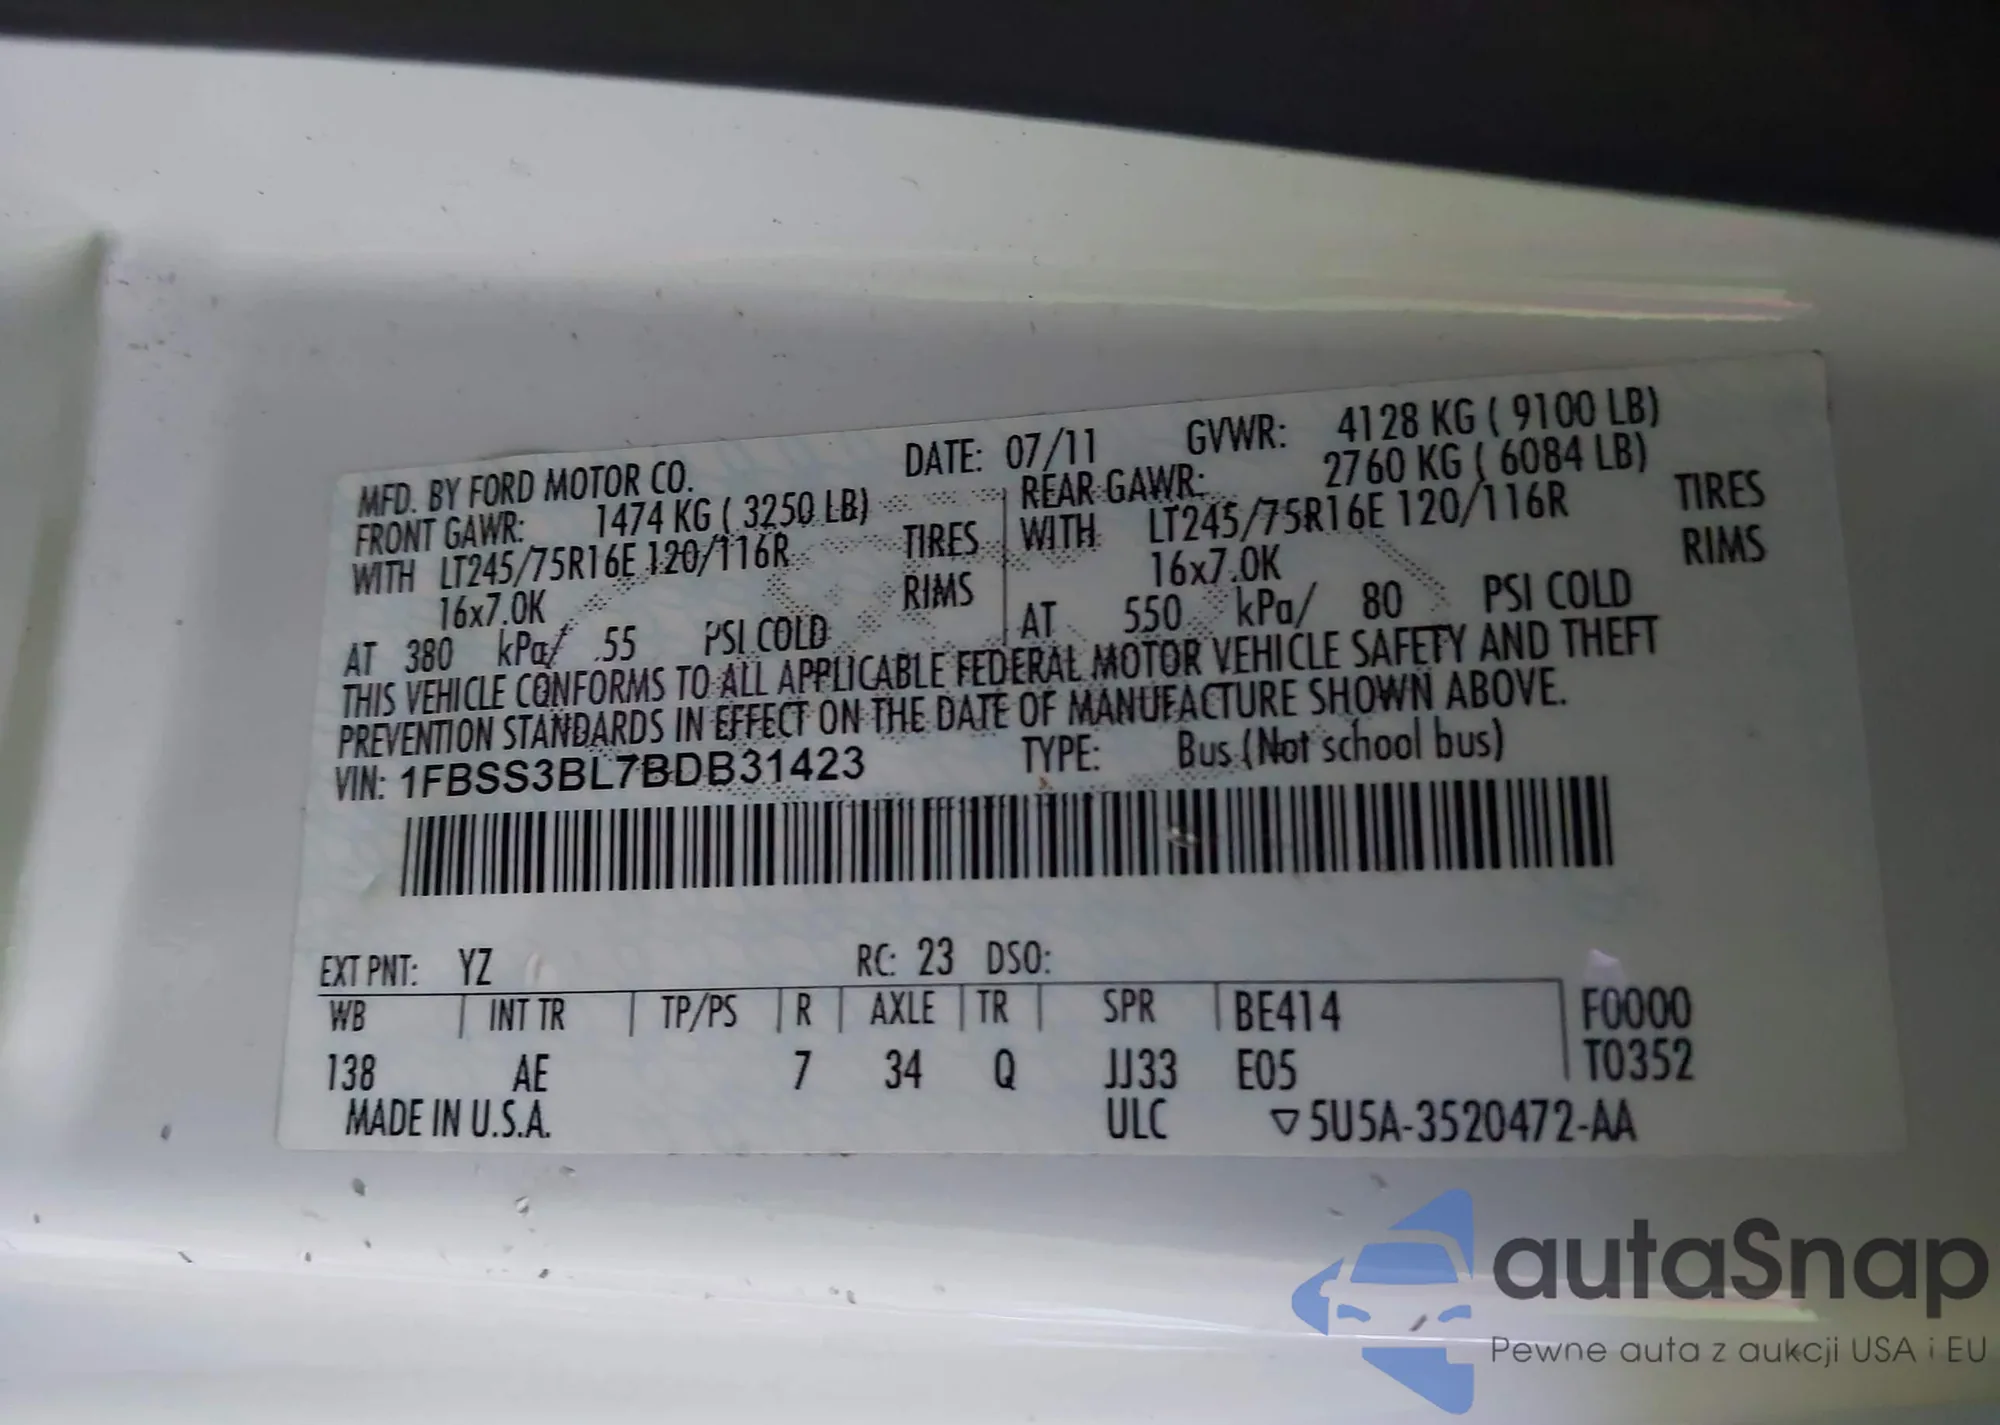 MFD. BY FORD MOTOR CO. DATE: 07/11 GVWR: 4128 KG ( 9100 LB)
FRONT GAWR: 1474 KG ( 3250 LB) REAR GAWR: 2760 KG ( 6084 LB)
WITH LT245/75R16E 120/116R TIRES WITH LT245/75R16E 120/116R TIRES
16x7.0K RIMS 16x7.0K RIMS
AT 380 kPa/ 55 PSI COLD AT 550 kPa/ 80 PSI COLD
THIS VEHICLE CONFORMS TO ALL APPLICABLE FEDERAL MOTOR VEHICLE SAFETY AND THEFT
PREVENTION STANDARDS IN EFFECT ON THE DATE OF MANUFACTURE SHOWN ABOVE.
VIN: 1FBSS3BL7BDB31423 TYPE: Bus (Not school bus)
EXT PNT: YZ RC: 23 DSO:
WB INT TR TP/PS R AXLE TR SPR BE414 F0000
138 AE 7 34 Q JJ33 E05 T0352
MADE IN U.S.A. ULC ▽5U5A-3520472-AA
autaSnap
Pewne auta z aukcji USA i EU